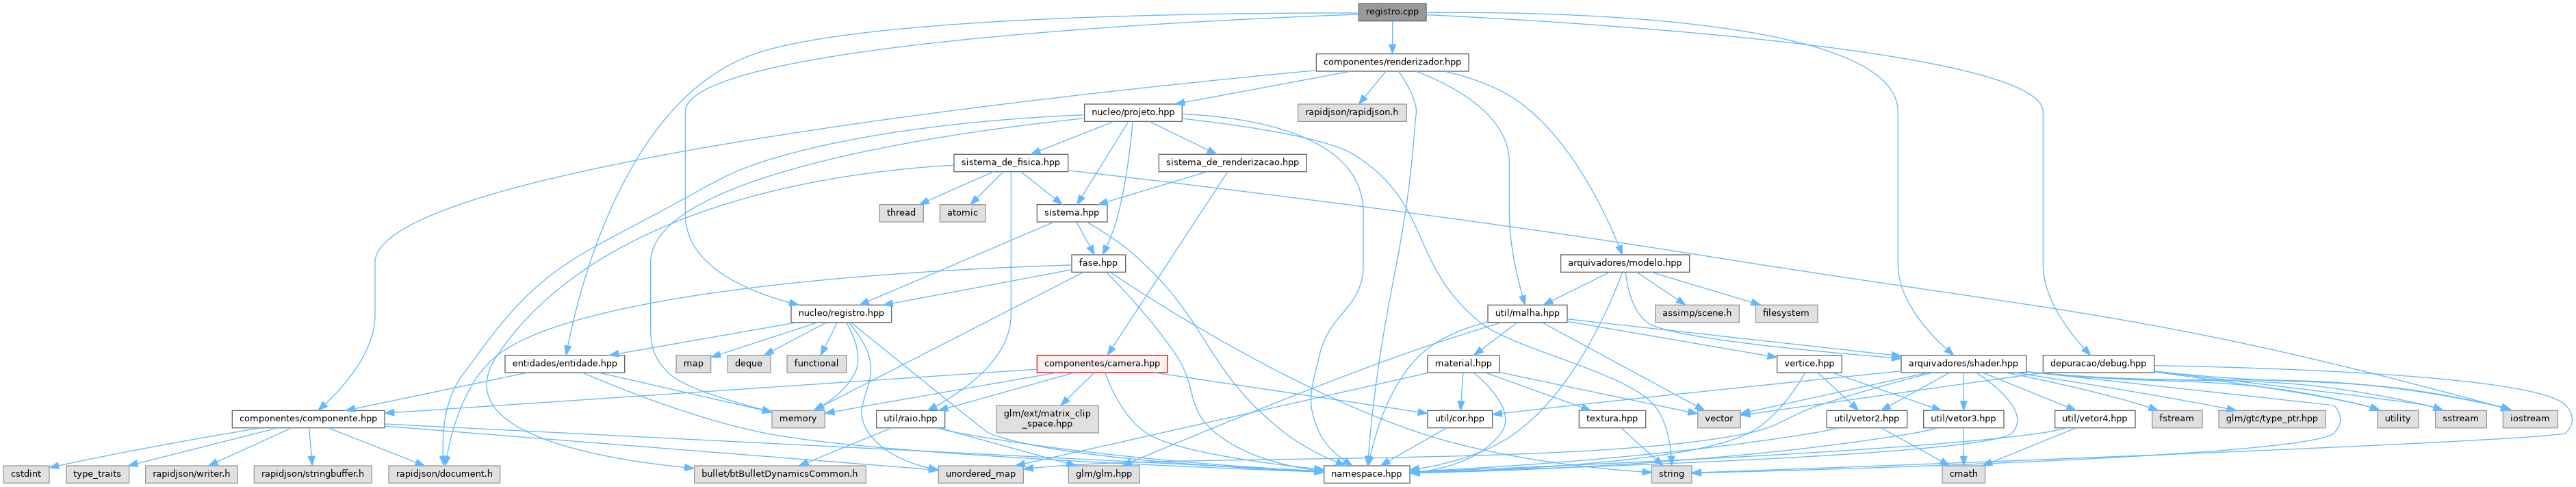 registro.cpp
componentes/renderizador.hpp
nucleo/projeto.hpp
rapidjson/rapidjson.h
sistema_de_fisica.hpp
sistema_de_renderizacao.hpp
thread
atomic
sistema.hpp
fase.hpp
arquivadores/modelo.hpp
nucleo/registro.hpp
util/malha.hpp
assimp/scene.h
filesystem
entidades/entidade.hpp
map
deque
functional
componentes/camera.hpp
material.hpp
vertice.hpp
arquivadores/shader.hpp
depuracao/debug.hpp
componentes/componente.hpp
memory
util/raio.hpp
glm/ext/matrix_clip
_space.hpp
util/cor.hpp
textura.hpp
vector
util/vetor2.hpp
util/vetor3.hpp
util/vetor4.hpp
fstream
glm/gtc/type_ptr.hpp
utility
sstream
iostream
cstdint
type_traits
rapidjson/writer.h
rapidjson/stringbuffer.h
rapidjson/document.h
bullet/btBulletDynamicsCommon.h
unordered_map
glm/glm.hpp
namespace.hpp
string
cmath